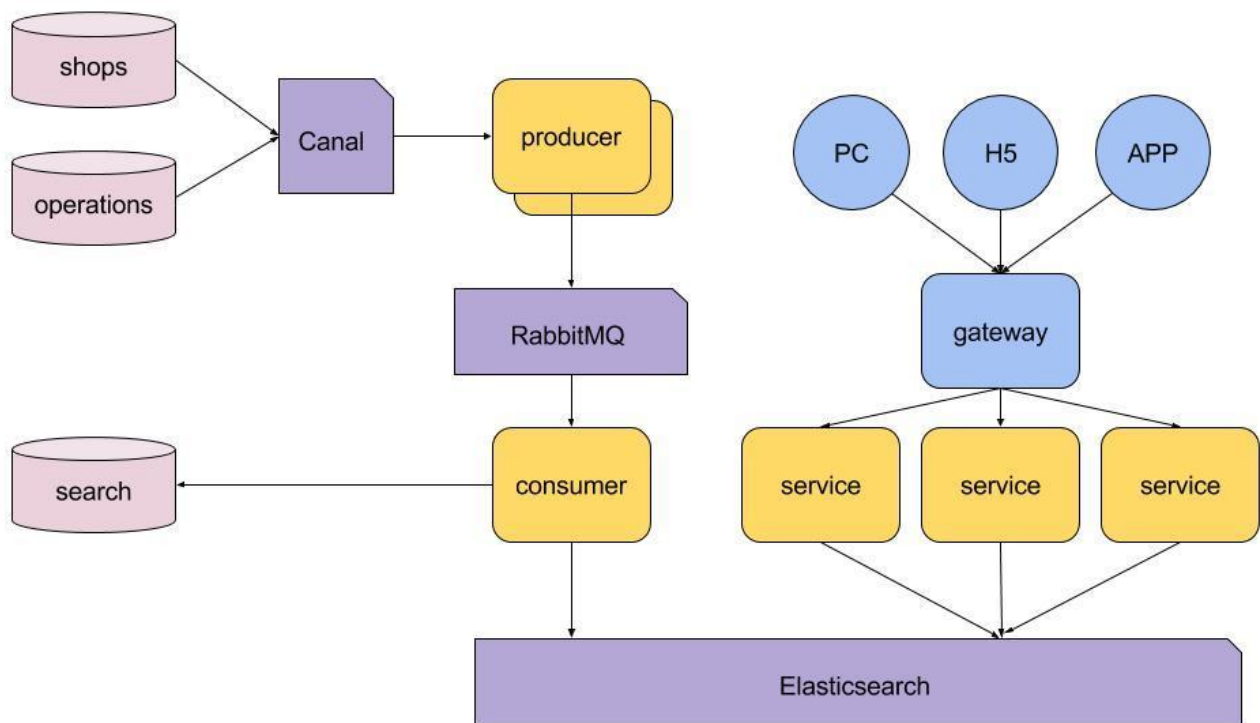 shops
Canal
producer
operations
PC
H5
APP
RabbitMQ
gateway
search
consumer
service
service
service
Elasticsearch